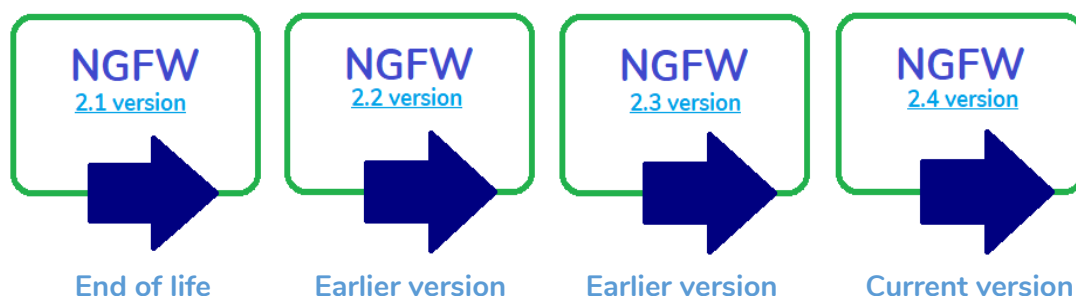 NGFW
2.1 version
End of life
NGFW
2.2 version
Earlier version
NGFW
2.3 version
Earlier version
NGFW
2.4 version
Current version